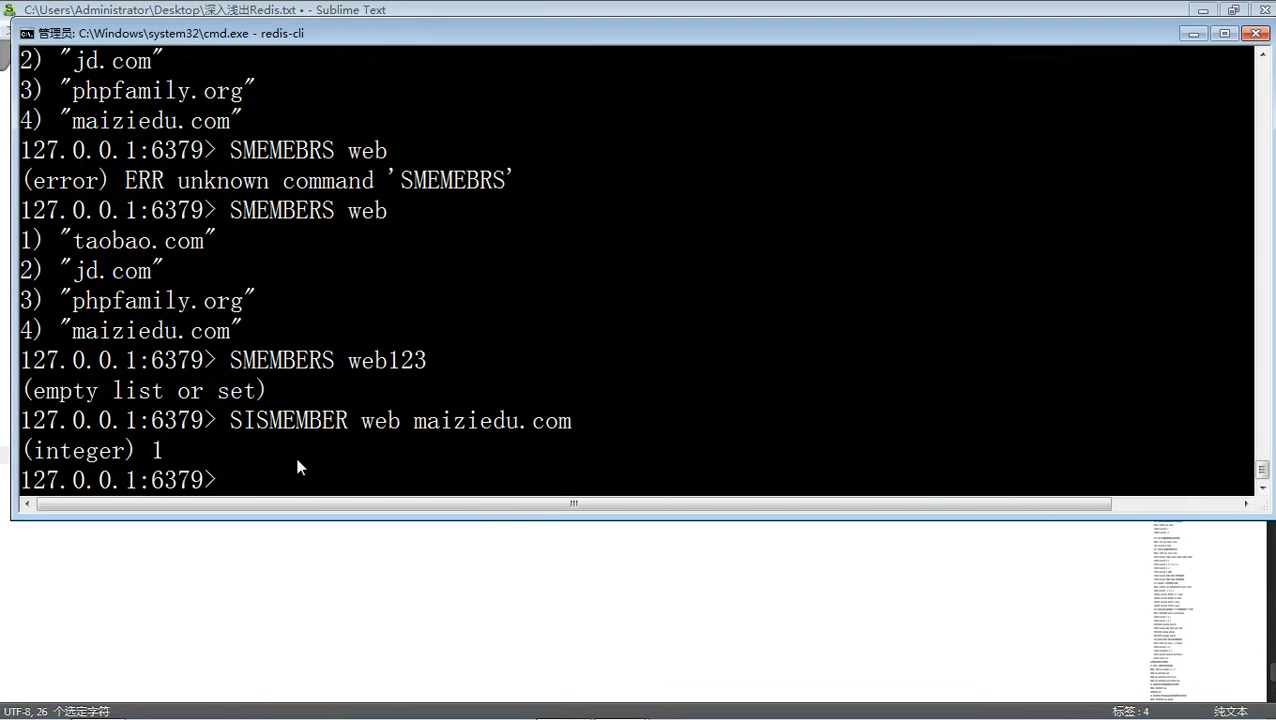 C:\Users\Administrator\Desktop\深入浅出Redis.txt • - Sublime Text
管理员: C:\Windows\system32\cmd.exe - redis-cli
2) "jd.com"
3) "phpfamily.org"
4) "maiziedu.com"
127.0.0.1:6379> SMEMEBRS web
(error) ERR unknown command 'SMEMEBRS'
127.0.0.1:6379> SMEMBERS web
1) "taobao.com"
2) "jd.com"
3) "phpfamily.org"
4) "maiziedu.com"
127.0.0.1:6379> SMEMBERS web123
(empty list or set)
127.0.0.1:6379> SISMEMBER web maiziedu.com
(integer) 1
127.0.0.1:6379>
UTF-8, 6 个选定字符
标签: 4
纯文本